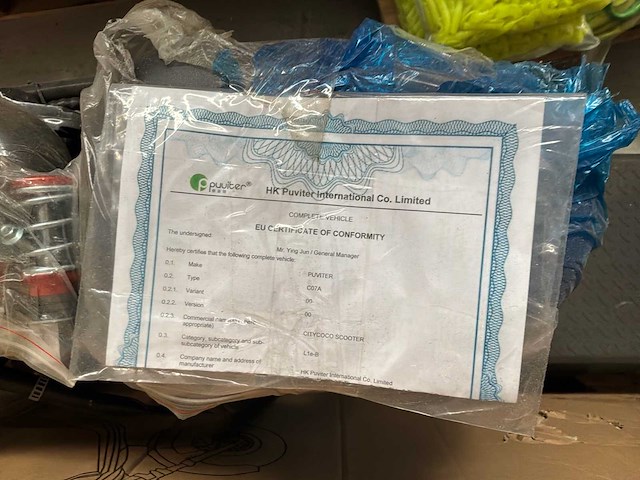 puviter®
HK Puviter International Co. Limited
COMPLETE VEHICLE
EU CERTIFICATE OF CONFORMITY
The undersigned: Mr. Ying Jun / General Manager
Hereby certifies that the following complete vehicle:
0.1. Make PUVITER
0.2. Type C07A
0.2.1. Variant 00
0.2.2. Version 00
0.2.3. Commercial
appropriate) CITYCOCO SCOOTER
0.3. Category, subcategory and sub-
subcategory of vehicle L1e-B
0.4. Company name and address of
manufacturer HK Puviter International Co. Limited